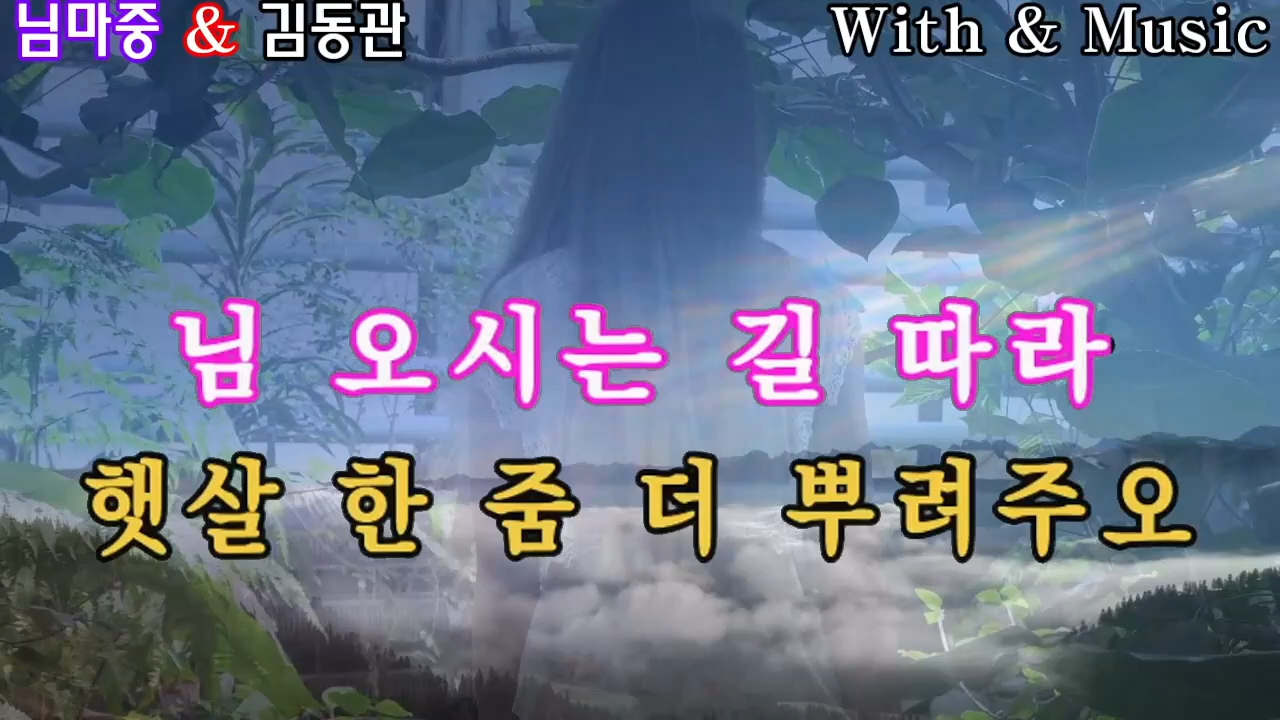 님마중 & 김동관
With & Music
님 오시는 길 따라
햇살 한 줌 더 뿌려주오